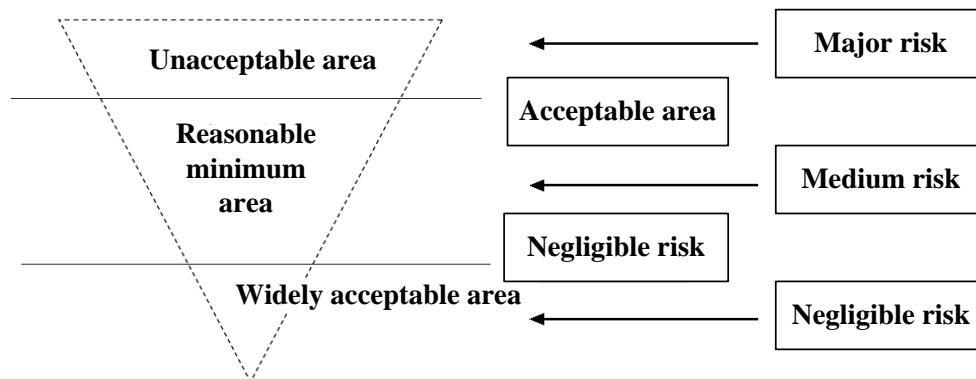 Unacceptable area
Major risk
Acceptable area
Reasonable
minimum
area
Medium risk
Negligible risk
Widely acceptable area
Negligible risk